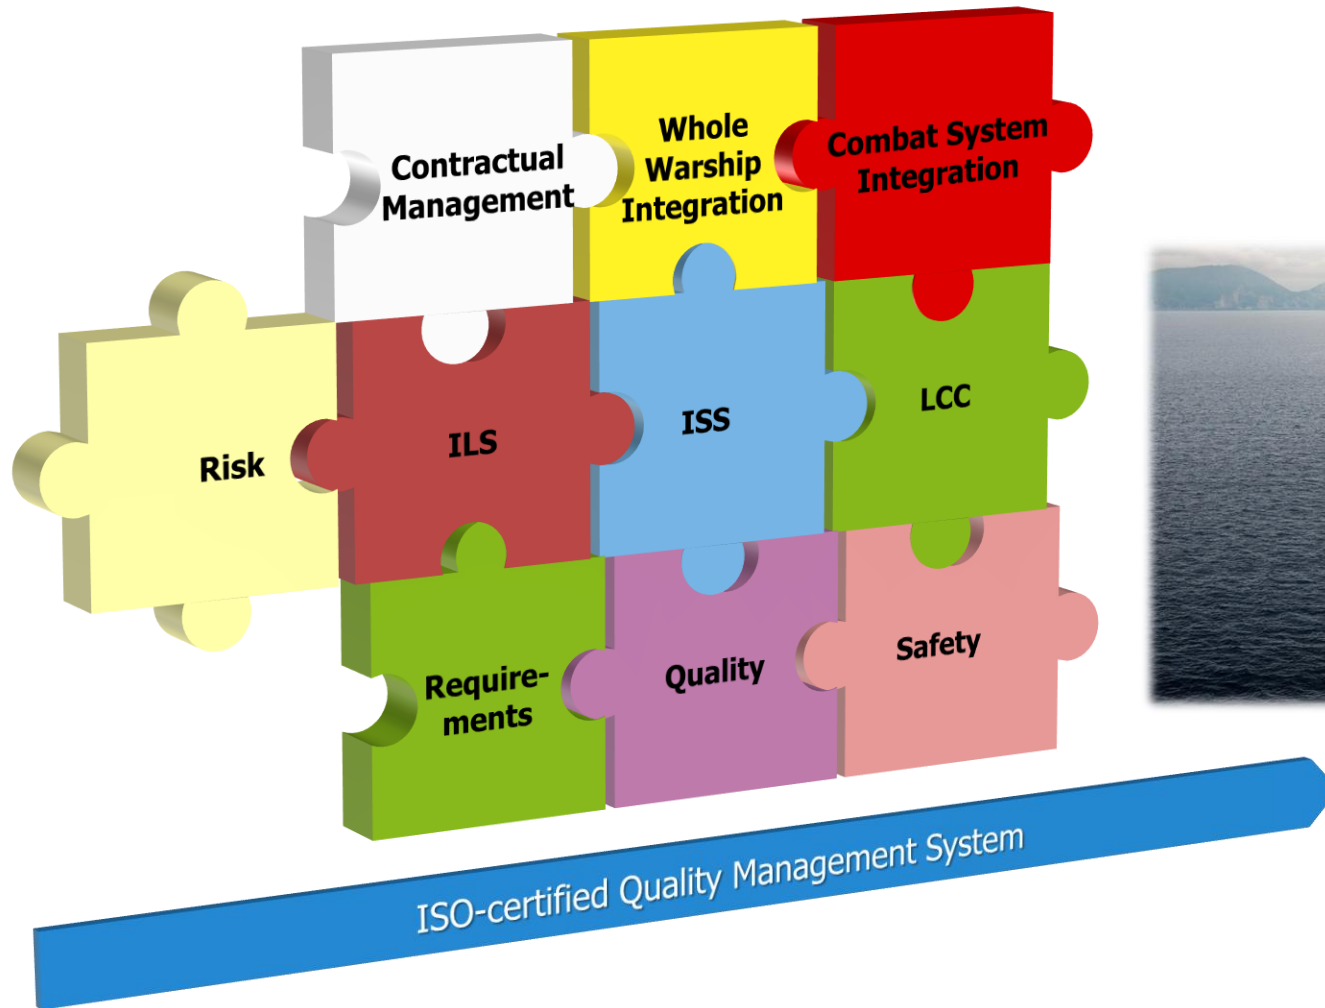 Contractual
Management
Whole
Warship
Integration
Combat System
Integration
Risk
ILS
ISS
LCC
Require-
ments
Quality
Safety
ISO-certified Quality Management System